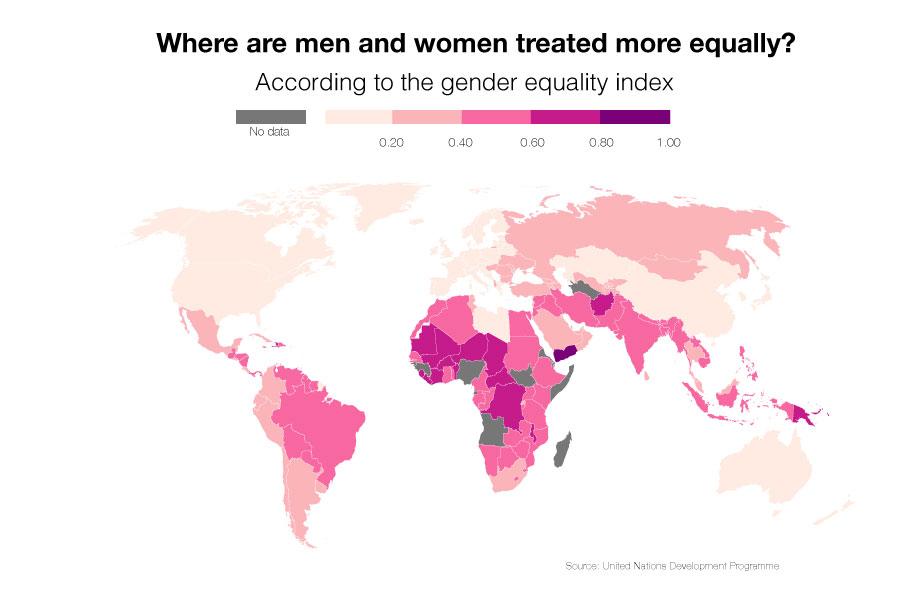 Where are men and women treated more equally?
According to the gender equality index
No data
0.20 0.40 0.60 0.80 1.00
Source: United Nations Development Programme